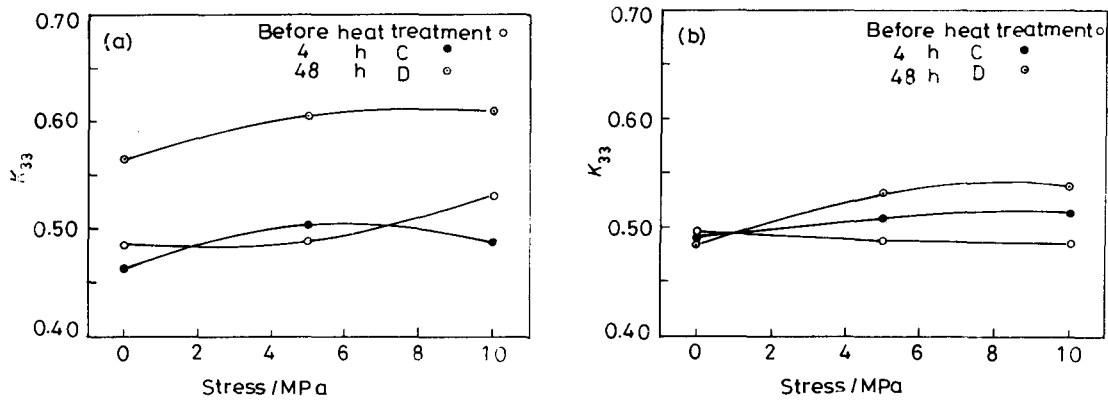 0.70
(a)
Before heat treatment
4 h C
48 h D
0.60
K33
0.50
0.40
0 2 4 6 8 10
Stress/MPa
0.70
(b)
Before heat treatment
4 h C
48 h D
0.60
K33
0.50
0.40
0 2 4 6 8 10
Stress/MPa